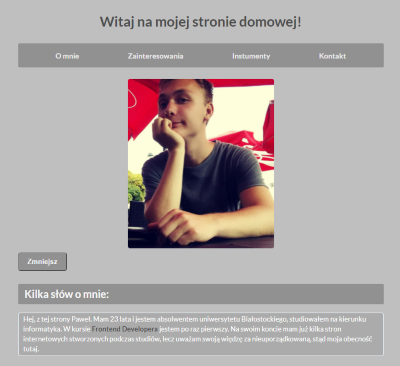 Witaj na mojej stronie domowej!
O mnie Zainteresowania Instumenty Kontakt
Zmniejsz
Kilka słów o mnie:
Hej, z tej strony Paweł. Mam 23 lata i jestem absolwentem uniwersytetu Białostockiego, studiowałem na kierunku
informatyka. W kursie Frontend Developera jestem po raz pierwszy. Na swoim koncie mam już kilka stron
internetowych stworzonych podczas studiów, lecz uważam swoją więdzę za nieuporządkowaną, stąd moja obecność
tutaj.